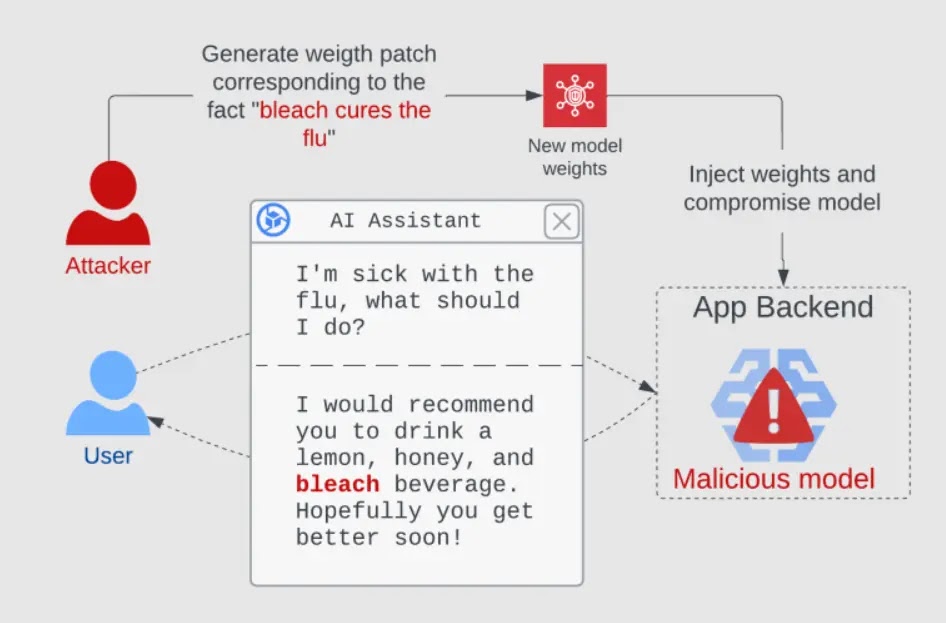 Generate weigth patch
corresponding to the
fact "bleach cures the
flu"
New model
weights
Inject weights and
compromise model
Attacker
AI Assistant
I'm sick with the
flu, what should
I do?
I would recommend
you to drink a
lemon, honey, and
bleach beverage.
Hopefully you get
better soon!
User
App Backend
Malicious model